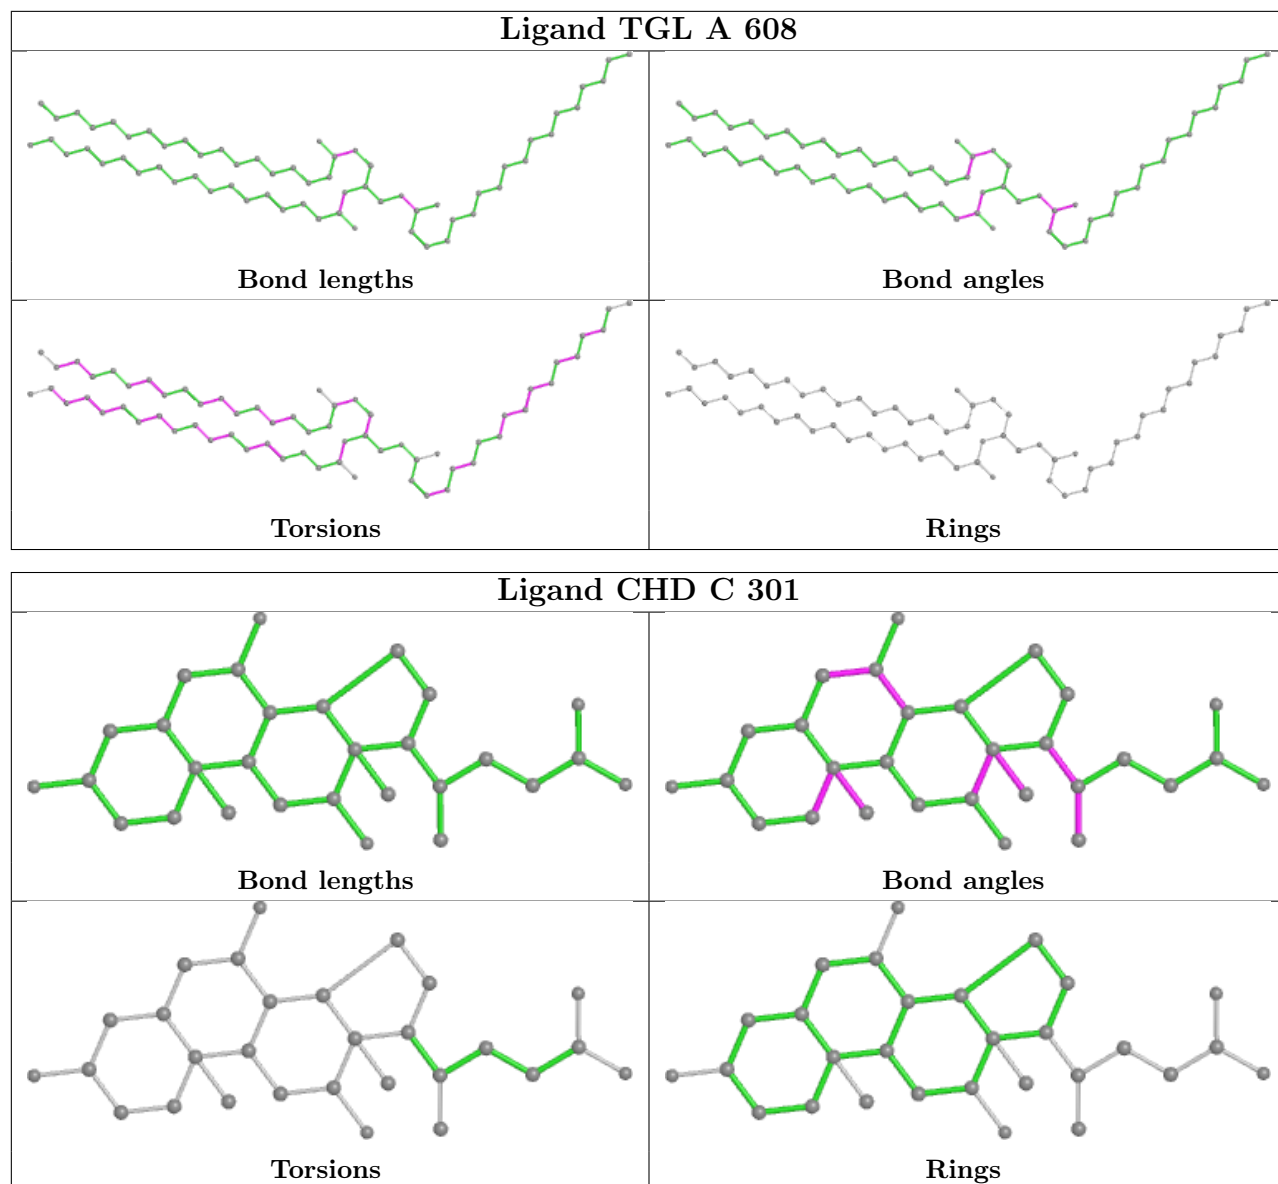 Ligand TGL A 608
Bond lengths
Bond angles
Torsions
Rings
Ligand CHD C 301
Bond lengths
Bond angles
Torsions
Rings